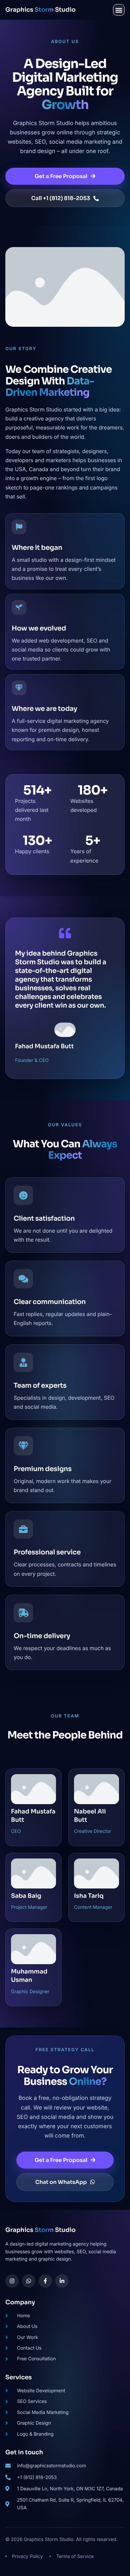 Graphics Storm Studio
ABOUT US
A Design-Led
Digital Marketing
Agency Built for
Growth
Graphics Storm Studio helps ambitious
businesses grow online through strategic
websites, SEO, social media marketing and
brand design – all under one roof.
Get a Free Proposal
Call +1 (812) 818-2053
OUR STORY
We Combine Creative
Design With Data-
Driven Marketing
Graphics Storm Studio started with a big idea:
build a creative agency that delivers
purposeful, measurable work for the dreamers,
doers and builders of the world.
Today our team of strategists, designers,
developers and marketers helps businesses in
the USA, Canada and beyond turn their brand
into a growth engine – from the first logo
sketch to page-one rankings and campaigns
that sell.
Where it began
A small studio with a design-first mindset
and a promise to treat every client's
business like our own.
How we evolved
We added web development, SEO and
social media so clients could grow with
one trusted partner.
Where we are today
A full-service digital marketing agency
known for premium design, honest
reporting and on-time delivery.
514+
Projects
delivered last
month
180+
Websites
developed
130+
Happy clients
5+
Years of
experience
My idea behind Graphics
Storm Studio was to build a
state-of-the-art digital
agency that transforms
businesses, solves real
challenges and celebrates
every client win as our own.
Fahad Mustafa Butt
Founder & CEO
OUR VALUES
What You Can Always
Expect
Client satisfaction
We are not done until you are delighted
with the result.
Clear communication
Fast replies, regular updates and plain-
English reports.
Team of experts
Specialists in design, development, SEO
and social media.
Premium designs
Original, modern work that makes your
brand stand out.
Professional service
Clear processes, contracts and timelines
on every project.
On-time delivery
We respect your deadlines as much as
you do.
OUR TEAM
Meet the People Behind
Fahad Mustafa
Butt
CEO
Nabeel Ali
Butt
Creative Director
Saba Baig
Project Manager
Isha Tariq
Content Manager
Muhammad
Usman
Graphic Designer
FREE STRATEGY CALL
Ready to Grow Your
Business Online?
Book a free, no-obligation strategy
call. We will review your website,
SEO and social media and show you
exactly where your next customers
will come from.
Get a Free Proposal
Chat on WhatsApp
Graphics Storm Studio
A design-led digital marketing agency helping
businesses grow with websites, SEO, social media
marketing and graphic design.
Company
Home
About Us
Our Work
Contact Us
Free Consultation
Services
Website Development
SEO Services
Social Media Marketing
Graphic Design
Logo & Branding
Get in touch
info@graphicsstormstudio.com
+1 (812) 818-2053
1 Deauville Ln, North York, ON M3C 1Z7, Canada
2501 Chatham Rd, Suite R, Springfield, IL 62704,
USA
© 2026 Graphics Storm Studio. All rights reserved.
Privacy Policy
Terms of Service